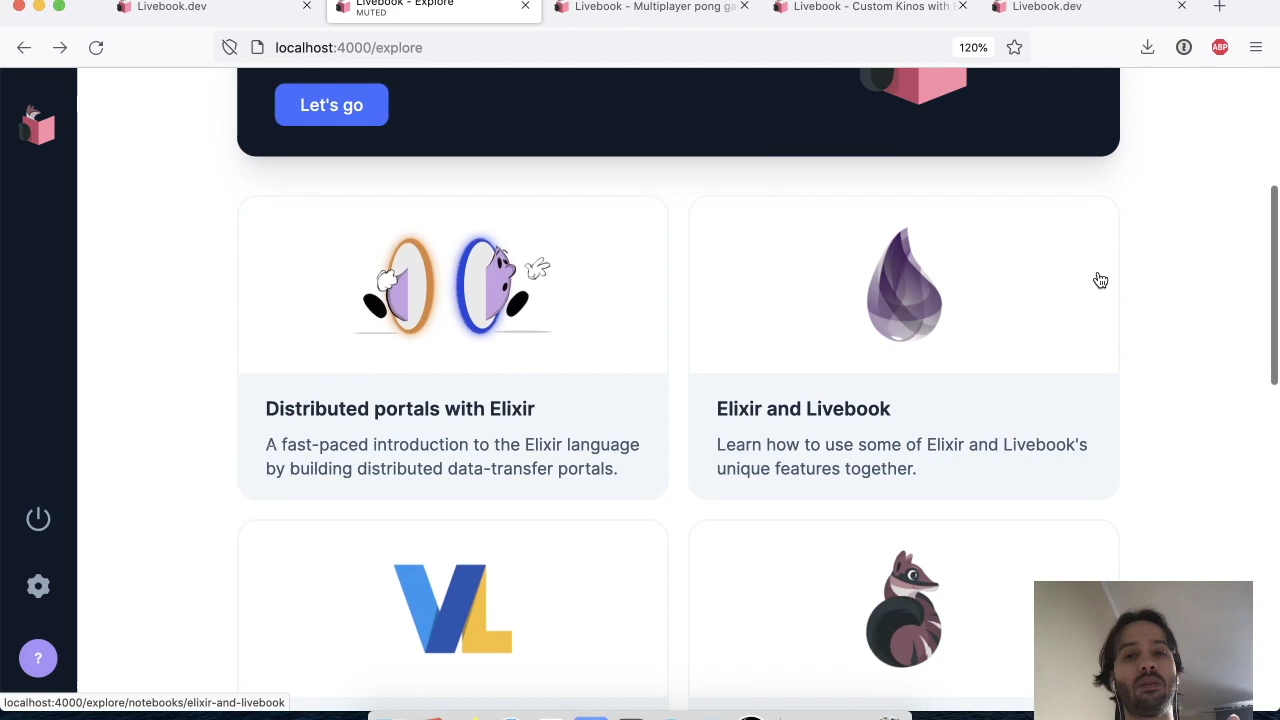 Livebook.dev
Livebook - Explore
MUTED
Livebook - Multiplayer pong ga
Livebook - Custom Kinos with
Livebook.dev
localhost:4000/explore
120%
ABP
Let's go
Distributed portals with Elixir
A fast-paced introduction to the Elixir language
by building distributed data-transfer portals.
Elixir and Livebook
Learn how to use some of Elixir and Livebook's
unique features together.
VL
?
localhost:4000/explore/notebooks/elixir-and-livebook